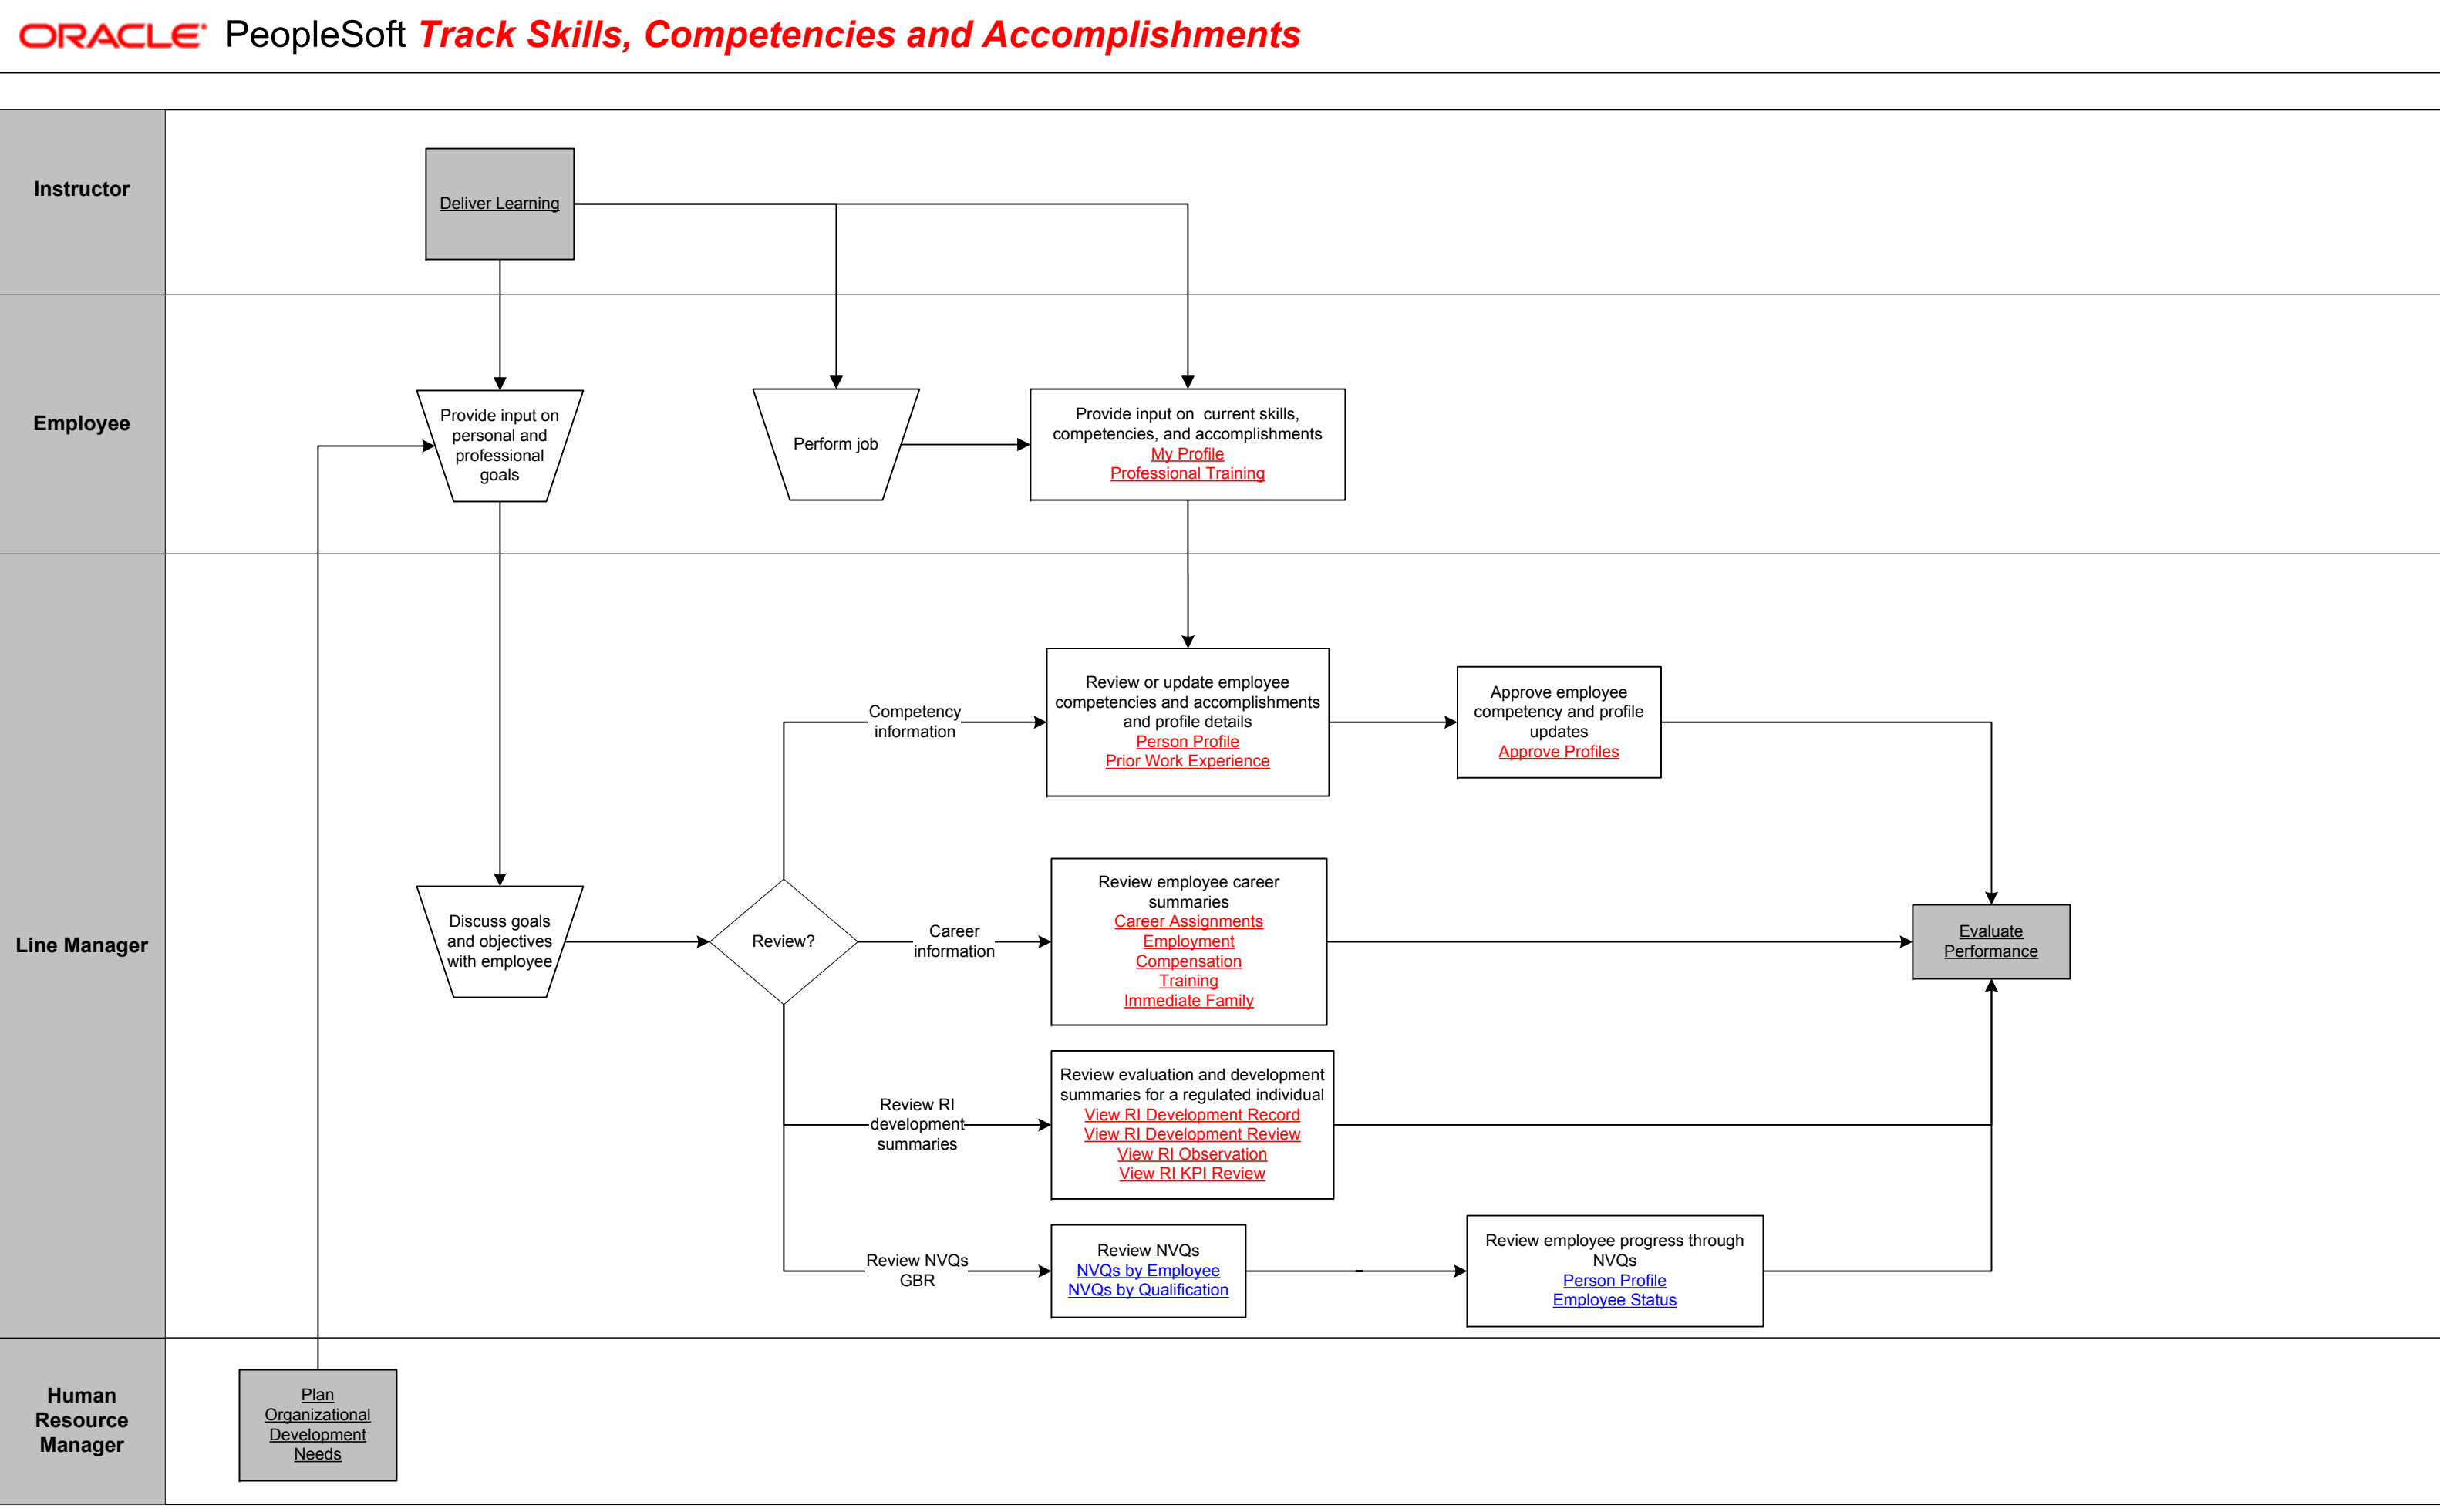 ORACLE® PeopleSoft Track Skills, Competencies and Accomplishments
Instructor
Deliver Learning
Employee
Provide input on
personal and
professional
goals
Perform job
Provide input on  current skills,
competencies, and accomplishments
My Profile
Professional Training
Line Manager
Discuss goals
and objectives
with employee
Review?
Competency
information
Review or update employee
competencies and accomplishments
and profile details
Person Profile
Prior Work Experience
Approve employee
competency and profile
updates
Approve Profiles
Career
information
Review employee career
summaries
Career Assignments
Employment
Compensation
Training
Immediate Family
Evaluate
Performance
Review RI
development
summaries
Review evaluation and development
summaries for a regulated individual
View RI Development Record
View RI Development Review
View RI Observation
View RI KPI Review
Review NVQs
GBR
Review NVQs
NVQs by Employee
NVQs by Qualification
Review employee progress through
NVQs
Person Profile
Employee Status
Human
Resource
Manager
Plan
Organizational
Development
Needs